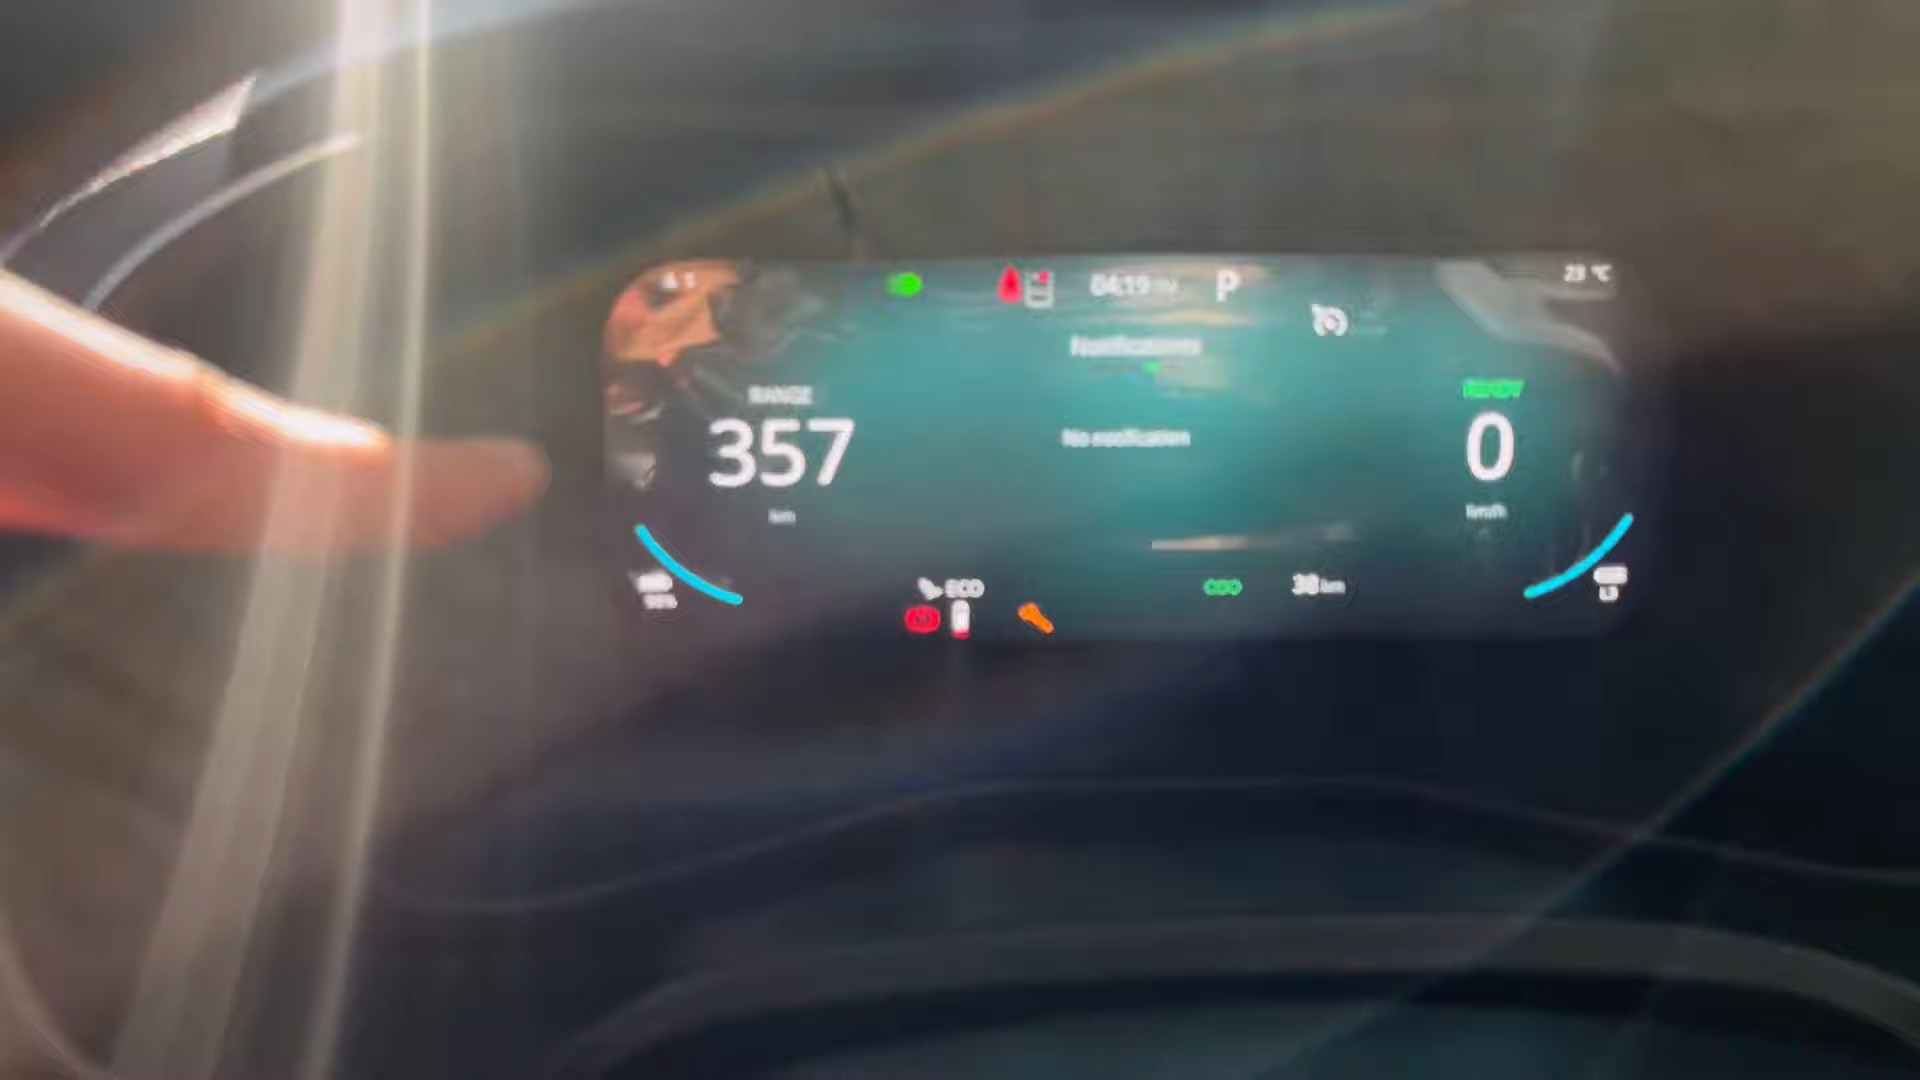 04:19
P
23 °C
Notifications
RANGE
357
km
No notification
READY
0
km/h
ECO
38 km